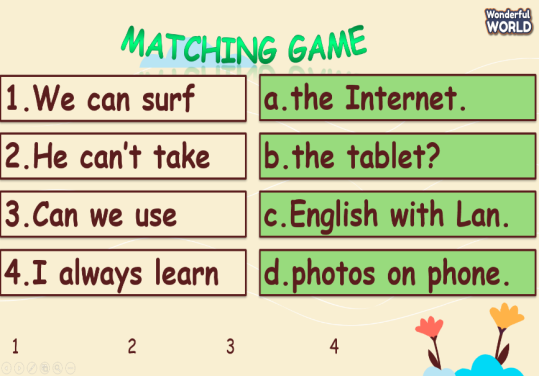 Wonderful
WORLD
MATCHING GAME
1.We can surf
a.the Internet.
2.He can't take
b.the tablet?
3.Can we use
c.English with Lan.
4.I always learn
d.photos on phone.
1 2 3 4